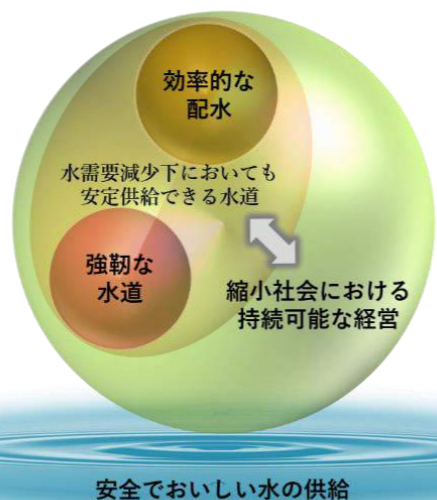 効率的な
配水
水需要減少下においても
安定供給できる水道
強靭な
水道
縮小社会における
持続可能な経営
安全でおいしい水の供給